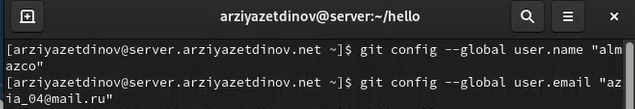 arziyazetdinov@server:~/hello
[arziyazetdinov@server.arziyazetdinov.net ~]$ git config --global user.name "alm
azco"
[arziyazetdinov@server.arziyazetdinov.net ~]$ git config --global user.email "az
ia_04@mail.ru"